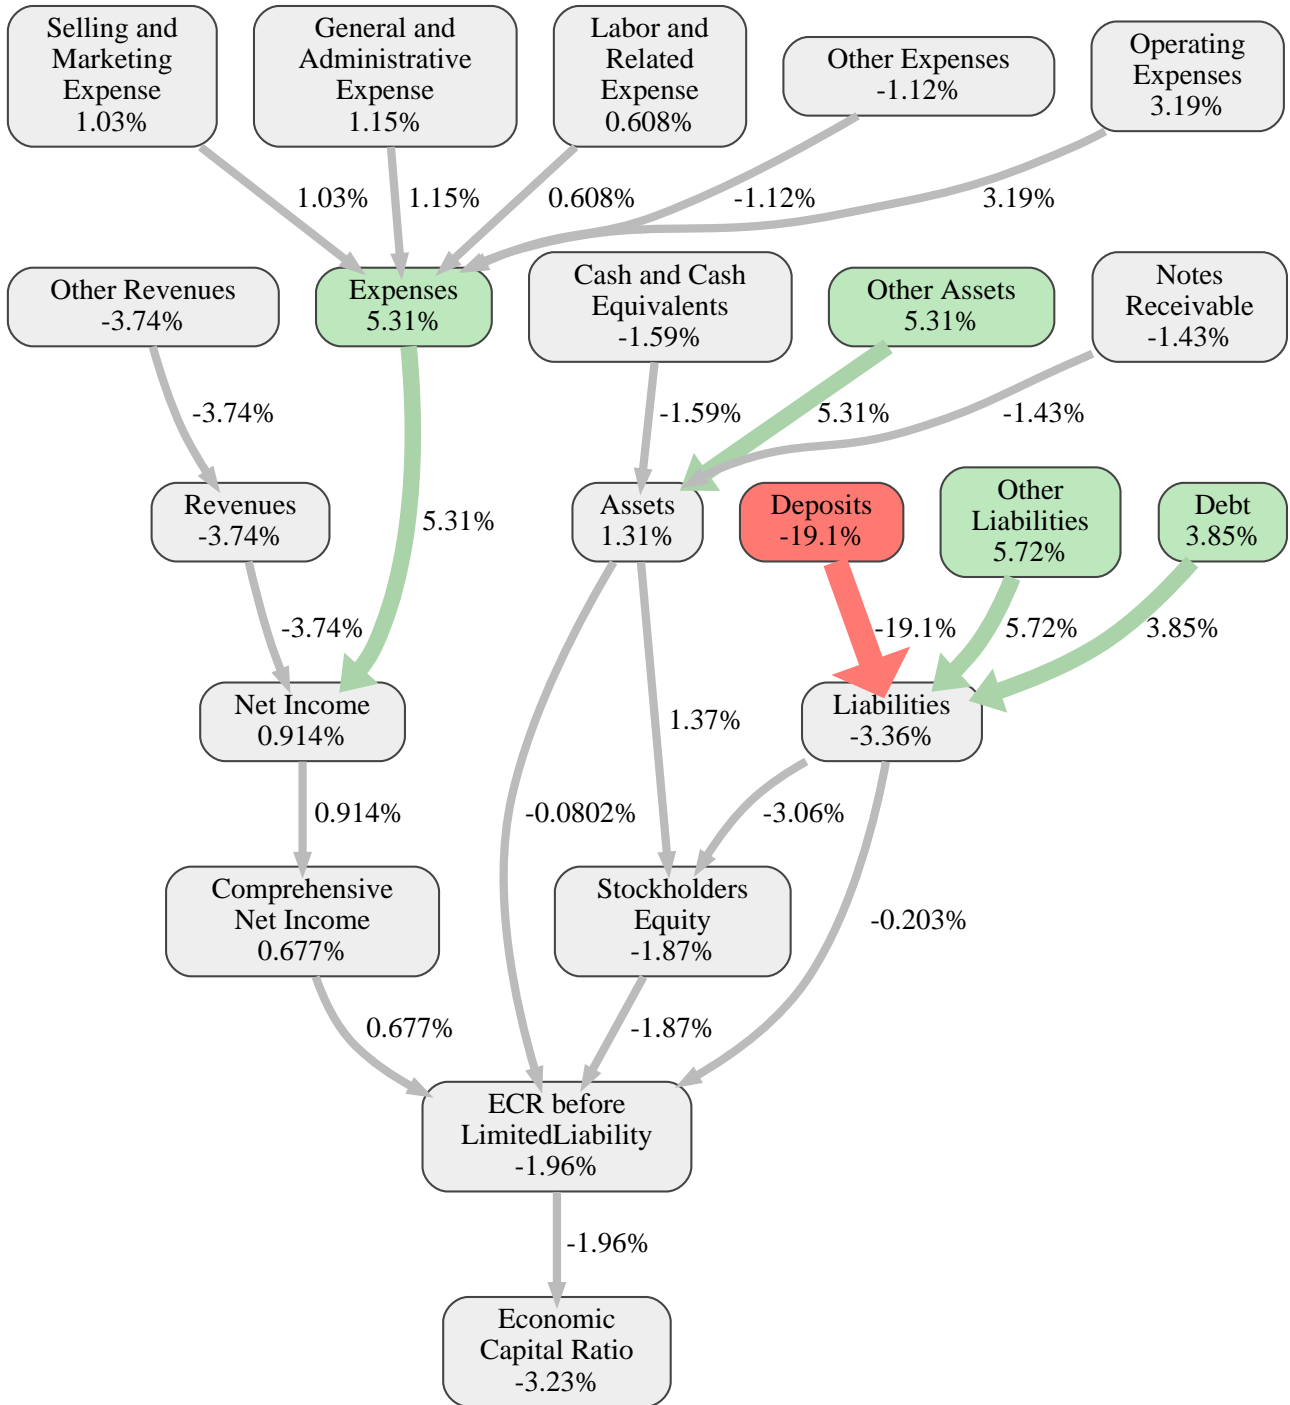 Selling and
Marketing
Expense
1.03%
General and
Administrative
Expense
1.15%
Labor and
Related
Expense
0.608%
Other Expenses
-1.12%
Operating
Expenses
3.19%
1.03%
1.15%
0.608%
-1.12%
3.19%
Other Revenues
-3.74%
Expenses
5.31%
Cash and Cash
Equivalents
-1.59%
Other Assets
5.31%
Notes
Receivable
-1.43%
-3.74%
-1.59%
5.31%
-1.43%
Revenues
-3.74%
5.31%
Assets
1.31%
Deposits
-19.1%
Other
Liabilities
5.72%
Debt
3.85%
-3.74%
-19.1%
5.72%
3.85%
Net Income
0.914%
1.37%
Liabilities
-3.36%
0.914%
-0.0802%
-3.06%
Comprehensive
Net Income
0.677%
Stockholders
Equity
-1.87%
-0.203%
0.677%
-1.87%
ECR before
LimitedLiability
-1.96%
-1.96%
Economic
Capital Ratio
-3.23%